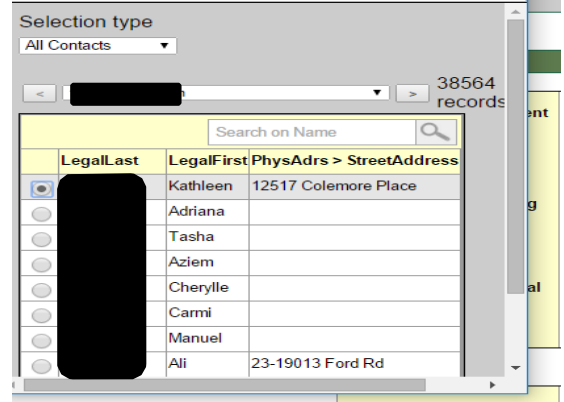 Selection type
All Contacts
<
>
38564
records
Search on Name
LegalLast LegalFirst PhysAdrs > StreetAddress
Kathleen 12517 Colemore Place
Adriana
Tasha
Aziem
Cherylle
Carmi
Manuel
Ali 23-19013 Ford Rd
ent
g
al